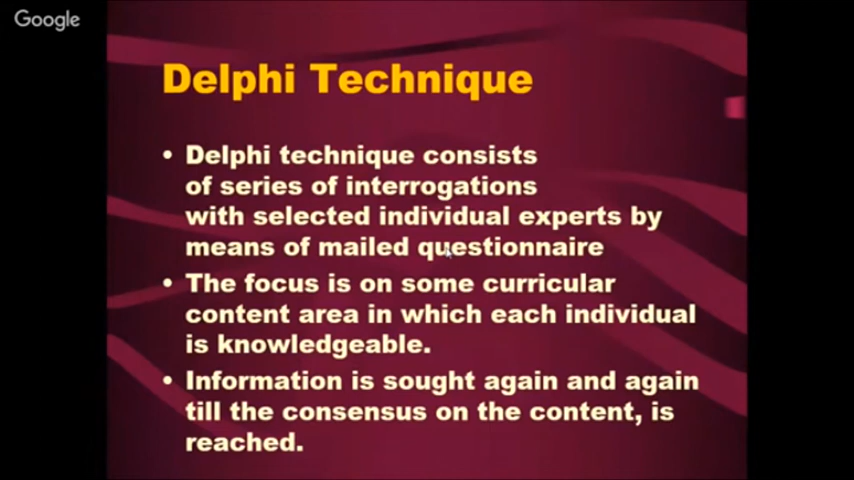 Google
Delphi Technique
• Delphi technique consists
of series of interrogations
with selected individual experts by
means of mailed questionnaire
• The focus is on some curricular
content area in which each individual
is knowledgeable.
• Information is sought again and again
till the consensus on the content, is
reached.